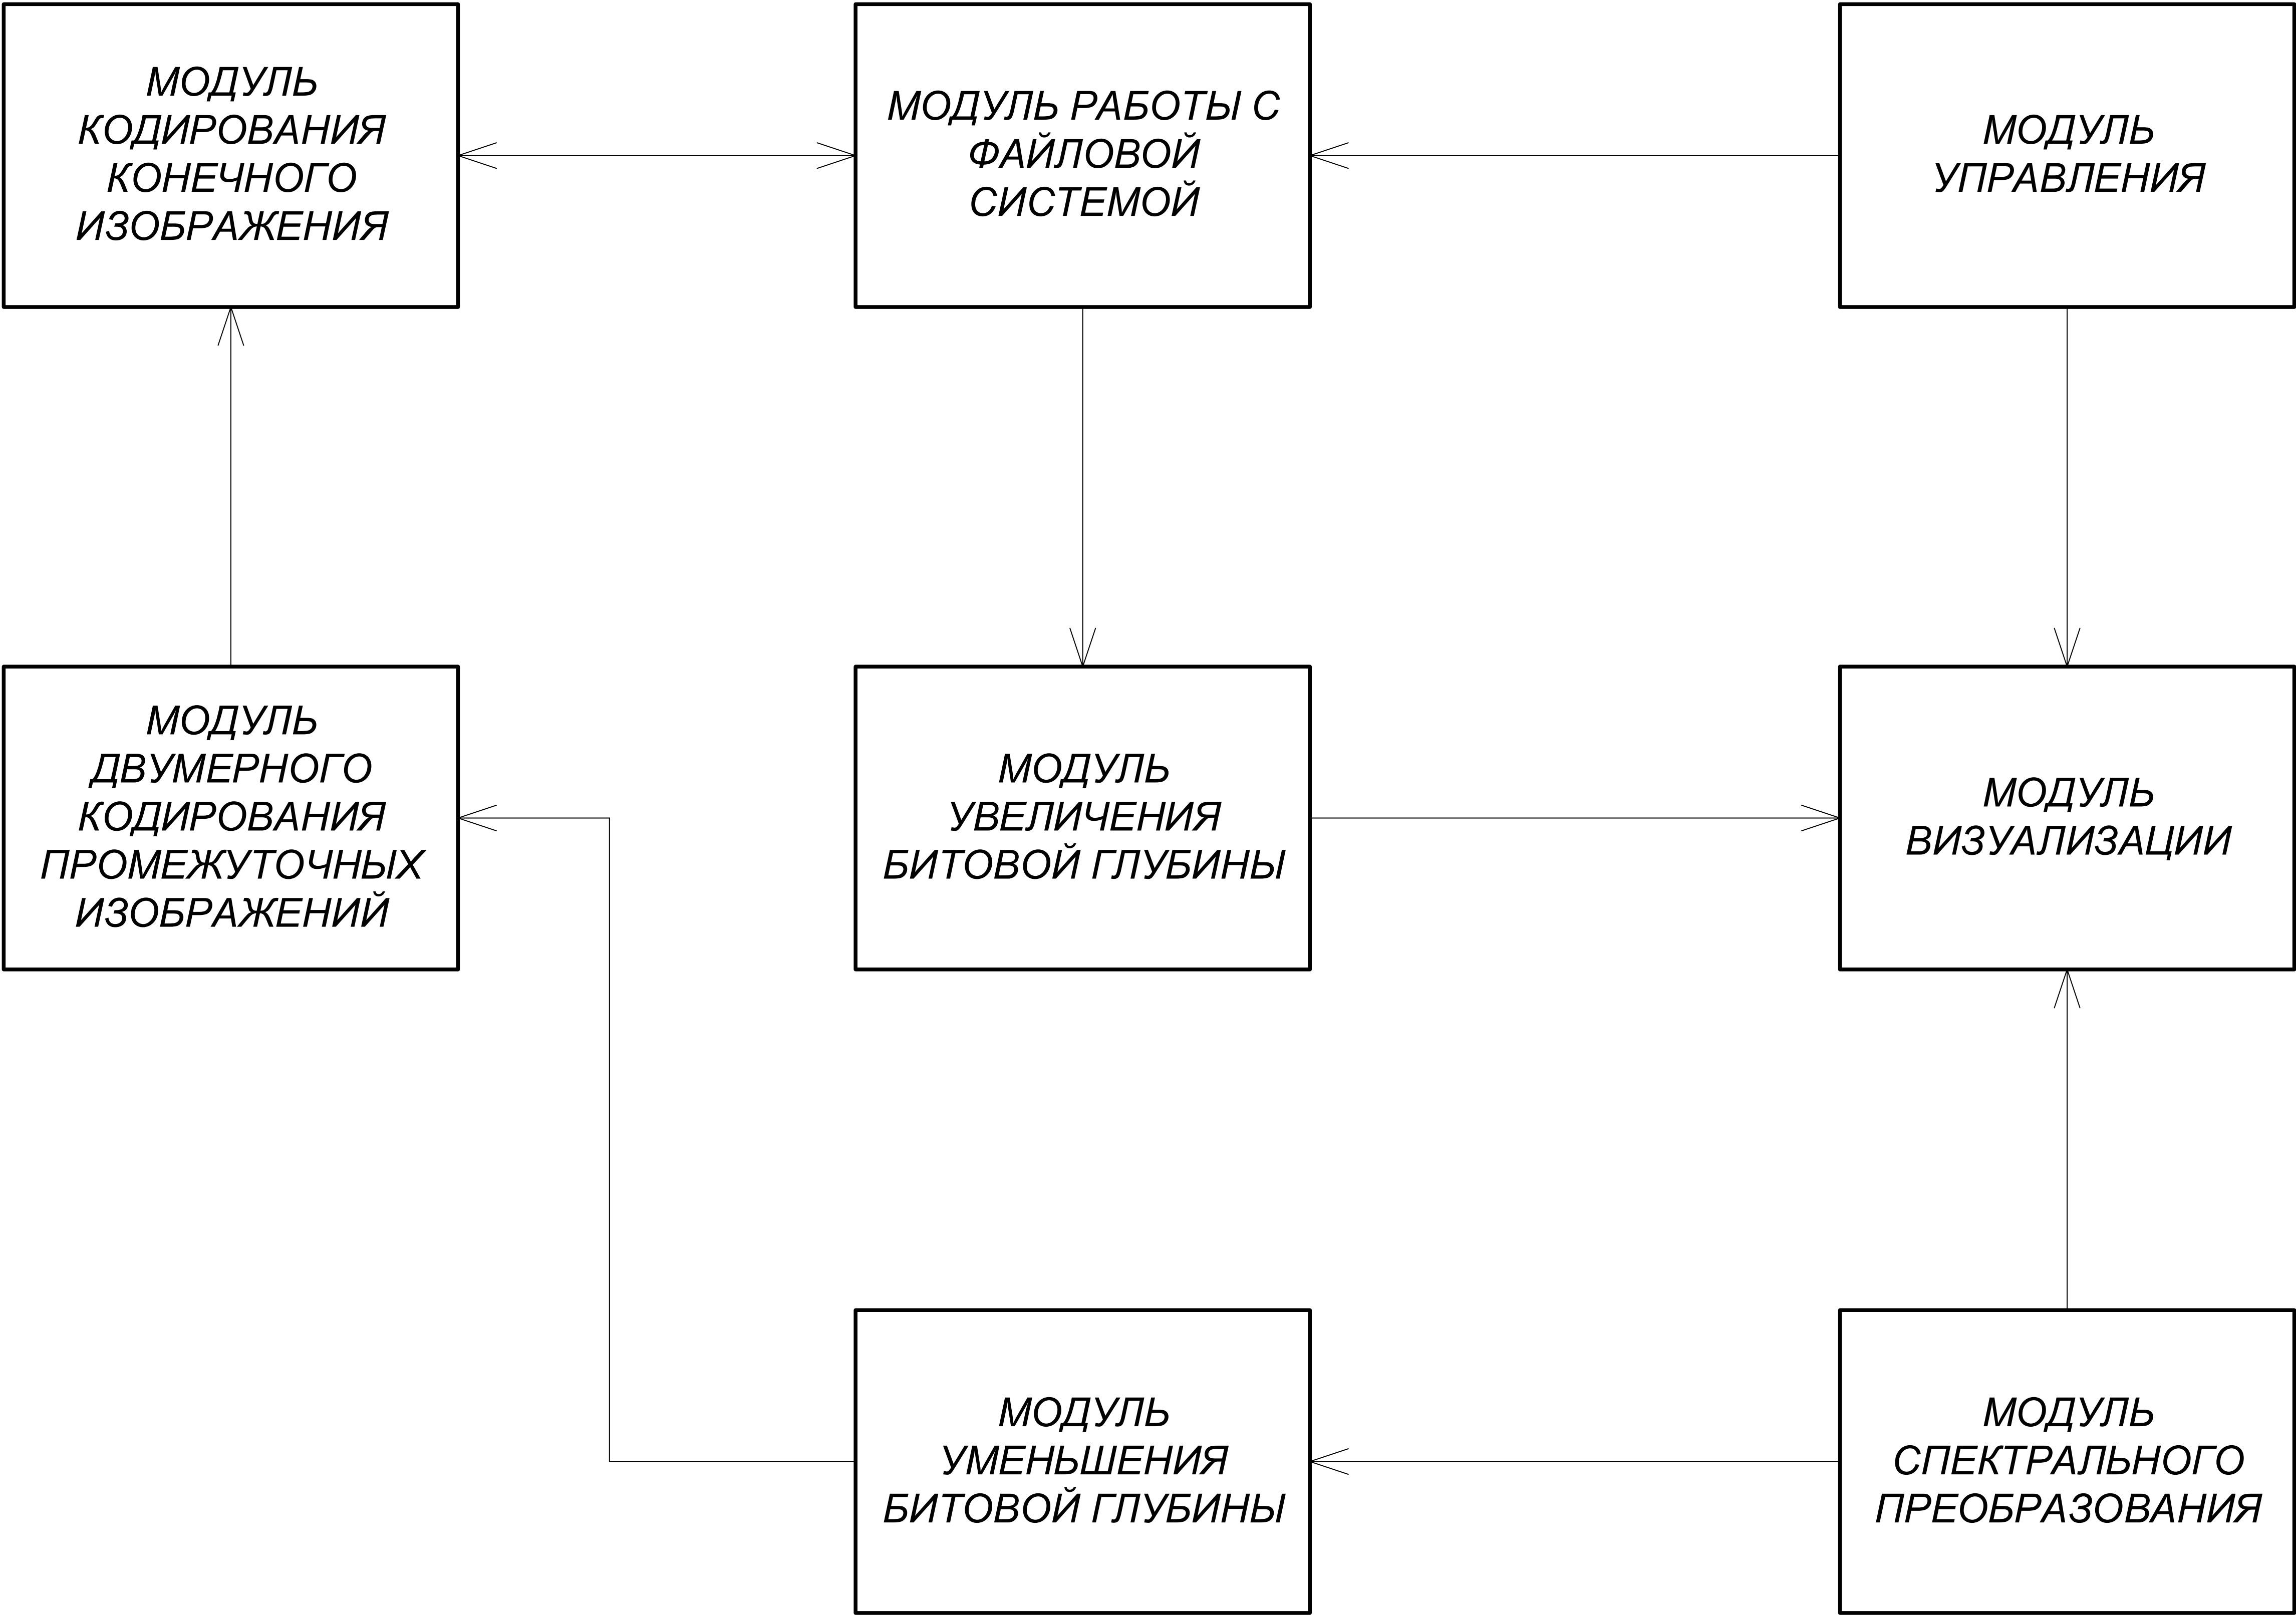 МОДУЛЬ
КОДИРОВАНИЯ
КОНЕЧНОГО
ИЗОБРАЖЕНИЯ
МОДУЛЬ РАБОТЫ С
ФАЙЛОВОЙ
СИСТЕМОЙ
МОДУЛЬ
УПРАВЛЕНИЯ
МОДУЛЬ
ДВУМЕРНОГО
КОДИРОВАНИЯ
ПРОМЕЖУТОЧНЫХ
ИЗОБРАЖЕНИЙ
МОДУЛЬ
УВЕЛИЧЕНИЯ
БИТОВОЙ ГЛУБИНЫ
МОДУЛЬ
ВИЗУАЛИЗАЦИИ
МОДУЛЬ
УМЕНЬШЕНИЯ
БИТОВОЙ ГЛУБИНЫ
МОДУЛЬ
СПЕКТРАЛЬНОГО
ПРЕОБРАЗОВАНИЯ